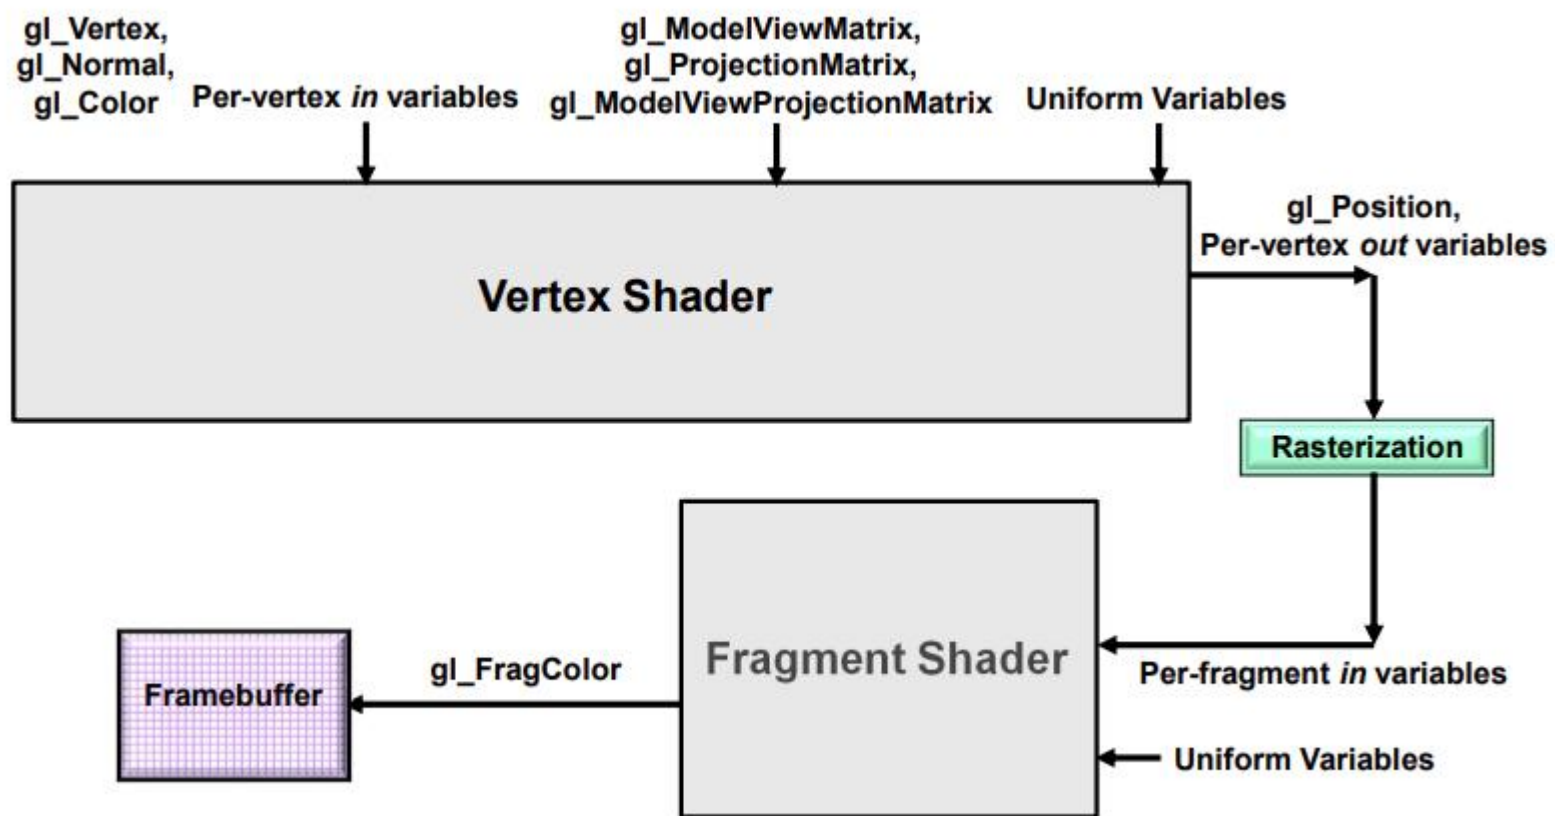 gl_Vertex,
gl_Normal,
gl_Color
Per-vertex in variables
gl_ModelViewMatrix,
gl_ProjectionMatrix,
gl_ModelViewProjectionMatrix
Uniform Variables
Vertex Shader
gl_Position,
Per-vertex out variables
Rasterization
Fragment Shader
Per-fragment in variables
Uniform Variables
gl_FragColor
Framebuffer